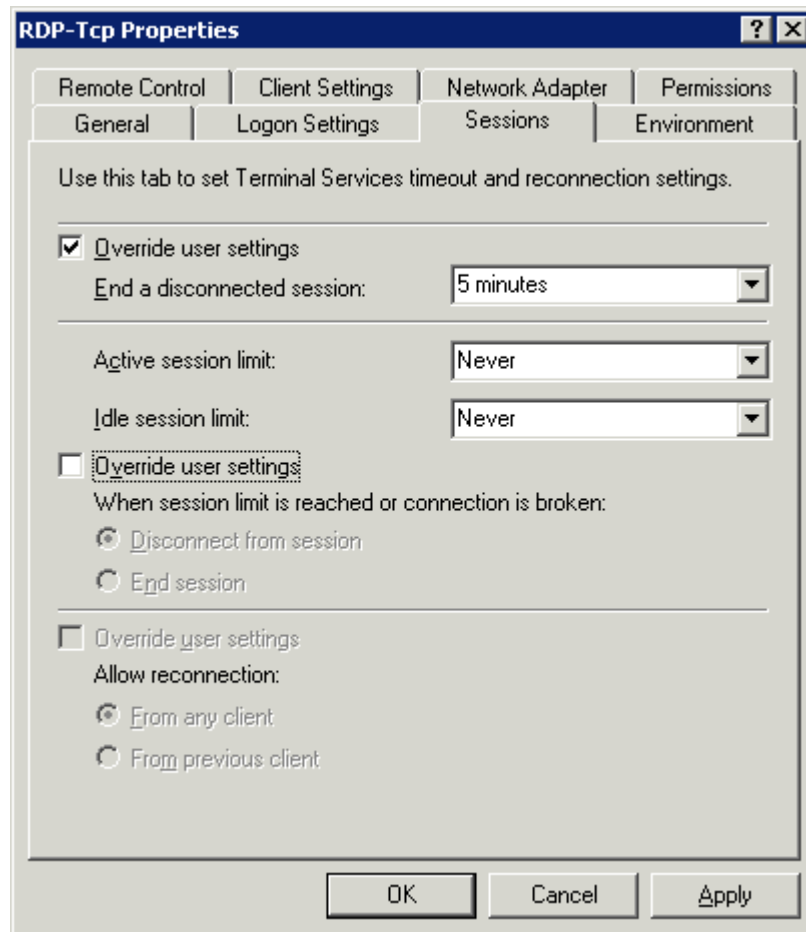 RDP-Tcp Properties
Remote Control Client Settings Network Adapter Permissions
General Logon Settings Sessions Environment
Use this tab to set Terminal Services timeout and reconnection settings.
Override user settings
End a disconnected session: 5 minutes
Active session limit: Never
Idle session limit: Never
Override user settings
When session limit is reached or connection is broken:
Disconnect from session
End session
Override user settings
Allow reconnection:
From any client
From previous client
OK Cancel Apply